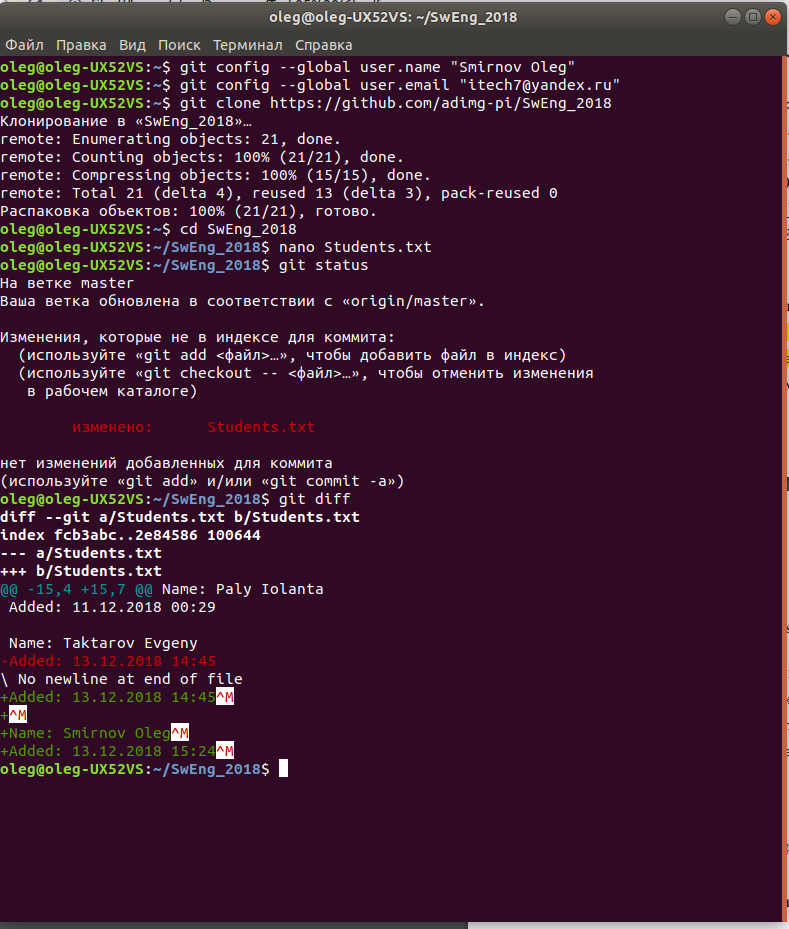 oleg@oleg-UX52VS: ~/SwEng_2018
Файл Правка Вид Поиск Терминал Справка
oleg@oleg-UX52VS:~$ git config --global user.name "Smirnov Oleg"
oleg@oleg-UX52VS:~$ git config --global user.email "itech7@yandex.ru"
oleg@oleg-UX52VS:~$ git clone https://github.com/adimg-pi/SwEng_2018
Клонирование в «SwEng_2018»…
remote: Enumerating objects: 21, done.
remote: Counting objects: 100% (21/21), done.
remote: Compressing objects: 100% (15/15), done.
remote: Total 21 (delta 4), reused 13 (delta 3), pack-reused 0
Распаковка объектов: 100% (21/21), готово.
oleg@oleg-UX52VS:~$ cd SwEng_2018
oleg@oleg-UX52VS:~/SwEng_2018$ nano Students.txt
oleg@oleg-UX52VS:~/SwEng_2018$ git status
На ветке master
Ваша ветка обновлена в соответствии с «origin/master».
Изменения, которые не в индексе для коммита:
(используйте «git add <файл>…», чтобы добавить файл в индекс)
(используйте «git checkout -- <файл>…», чтобы отменить изменения
в рабочем каталоге)
изменено: Students.txt
нет изменений добавленных для коммита
(используйте «git add» и/или «git commit -a»)
oleg@oleg-UX52VS:~/SwEng_2018$ git diff
diff --git a/Students.txt b/Students.txt
index fcb3abc..2e84586 100644
--- a/Students.txt
+++ b/Students.txt
@@ -15,4 +15,7 @@ Name: Paly Iolanta
Added: 11.12.2018 00:29
Name: Taktarov Evgeny
-Added: 13.12.2018 14:45
\ No newline at end of file
+Added: 13.12.2018 14:45^M
+^M
+Name: Smirnov Oleg^M
+Added: 13.12.2018 15:24^M
oleg@oleg-UX52VS:~/SwEng_2018$